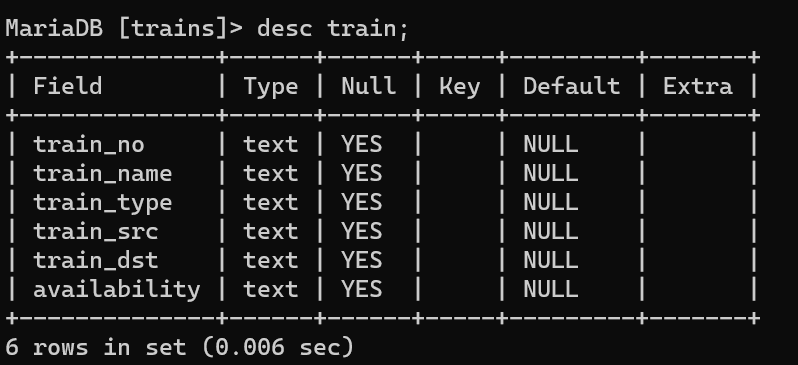 MariaDB [trains]> desc train;
+--------------+------+------+-----+---------+-------+
| Field        | Type | Null | Key | Default | Extra |
+--------------+------+------+-----+---------+-------+
| train_no     | text | YES  |     | NULL    |       |
| train_name   | text | YES  |     | NULL    |       |
| train_type   | text | YES  |     | NULL    |       |
| train_src    | text | YES  |     | NULL    |       |
| train_dst    | text | YES  |     | NULL    |       |
| availability | text | YES  |     | NULL    |       |
+--------------+------+------+-----+---------+-------+
6 rows in set (0.006 sec)